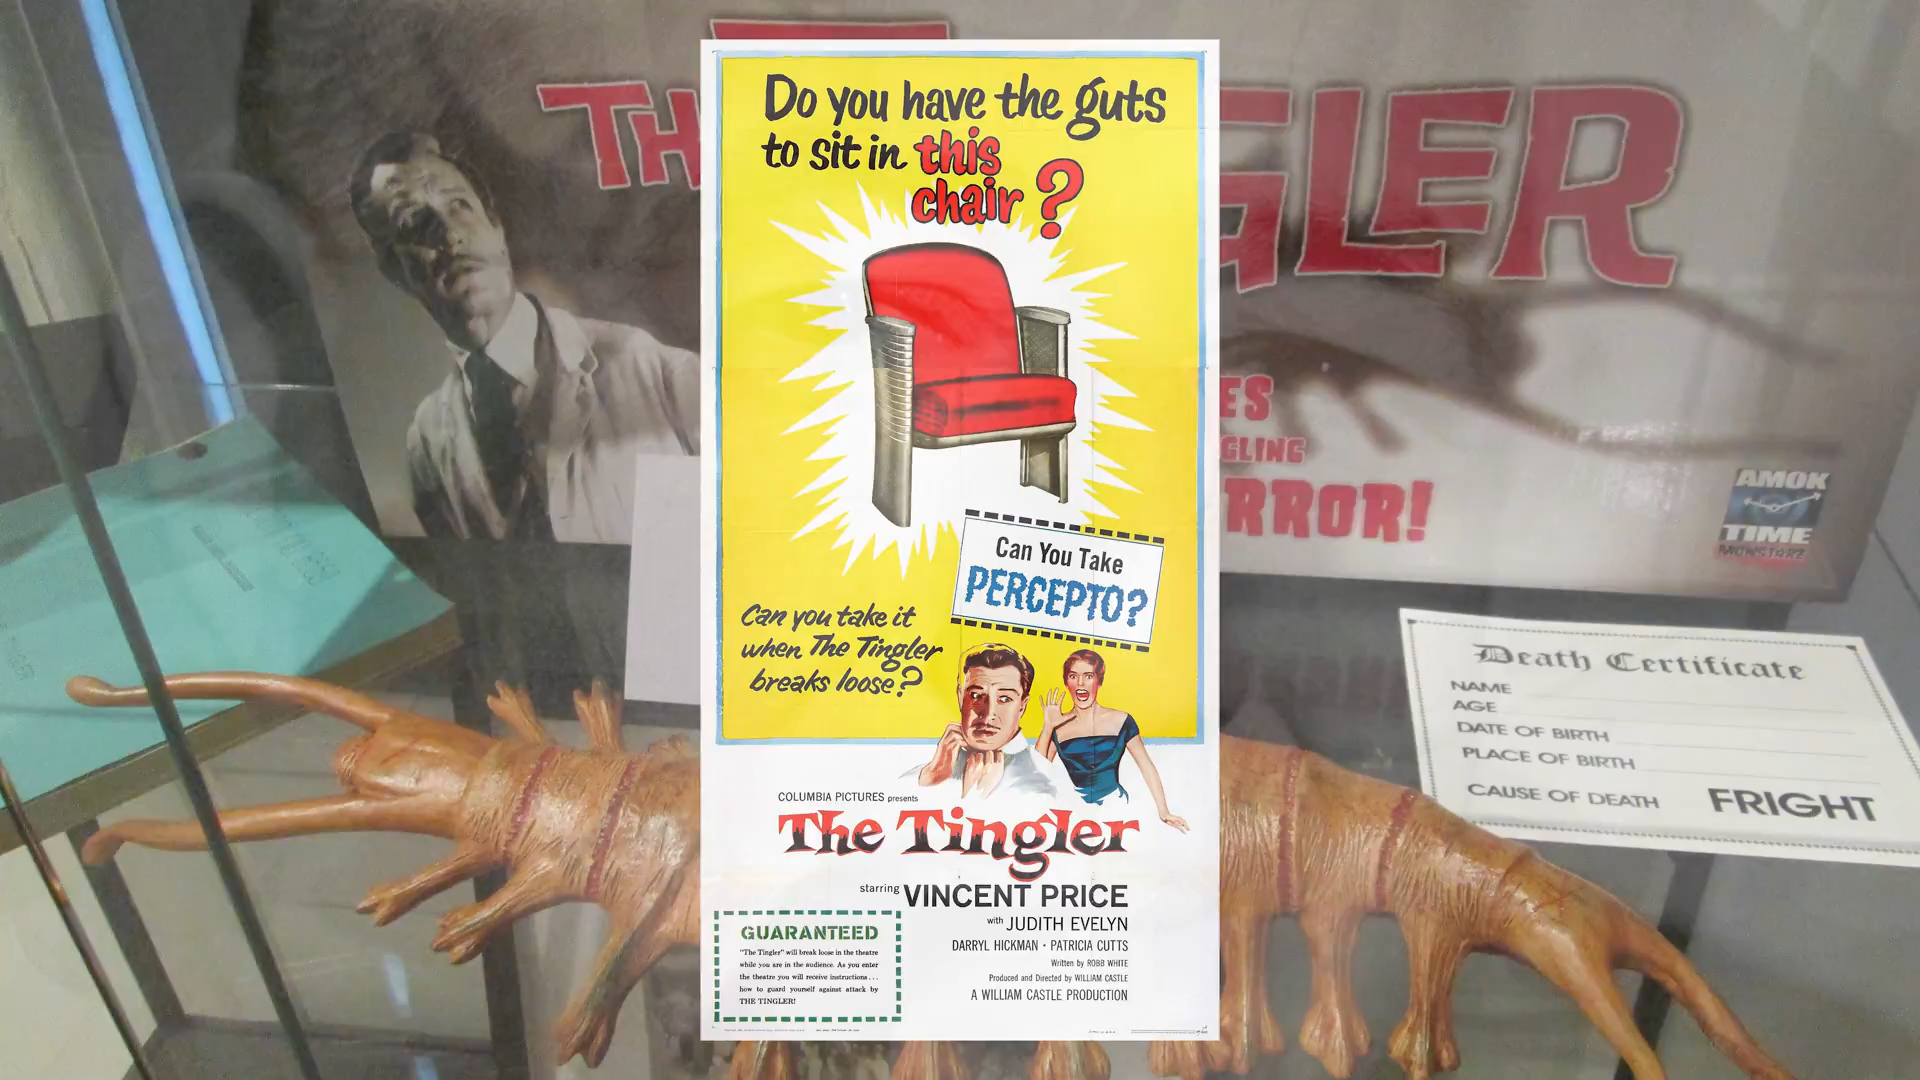 Do you have the guts
to sit in this
chair?
Can You Take
PERCEPTO?
Can you take it
when The Tingler
breaks loose?
COLUMBIA PICTURES presents
The Tingler
starring VINCENT PRICE
with JUDITH EVELYN
DARRYL HICKMAN · PATRICIA CUTTS
Written by ROBB WHITE
Produced and Directed by WILLIAM CASTLE
A WILLIAM CASTLE PRODUCTION
GUARANTEED
"The Tingler" will break loose in the theatre
while you are in the audience. As you enter
the theatre you will receive instructions...
how to guard yourself against attack by
THE TINGLER!
TH
GLER
ES
GLING
RROR!
AMOK
TIME
MONSTARZ
Death Certificate
NAME
AGE
DATE OF BIRTH
PLACE OF BIRTH
CAUSE OF DEATH FRIGHT